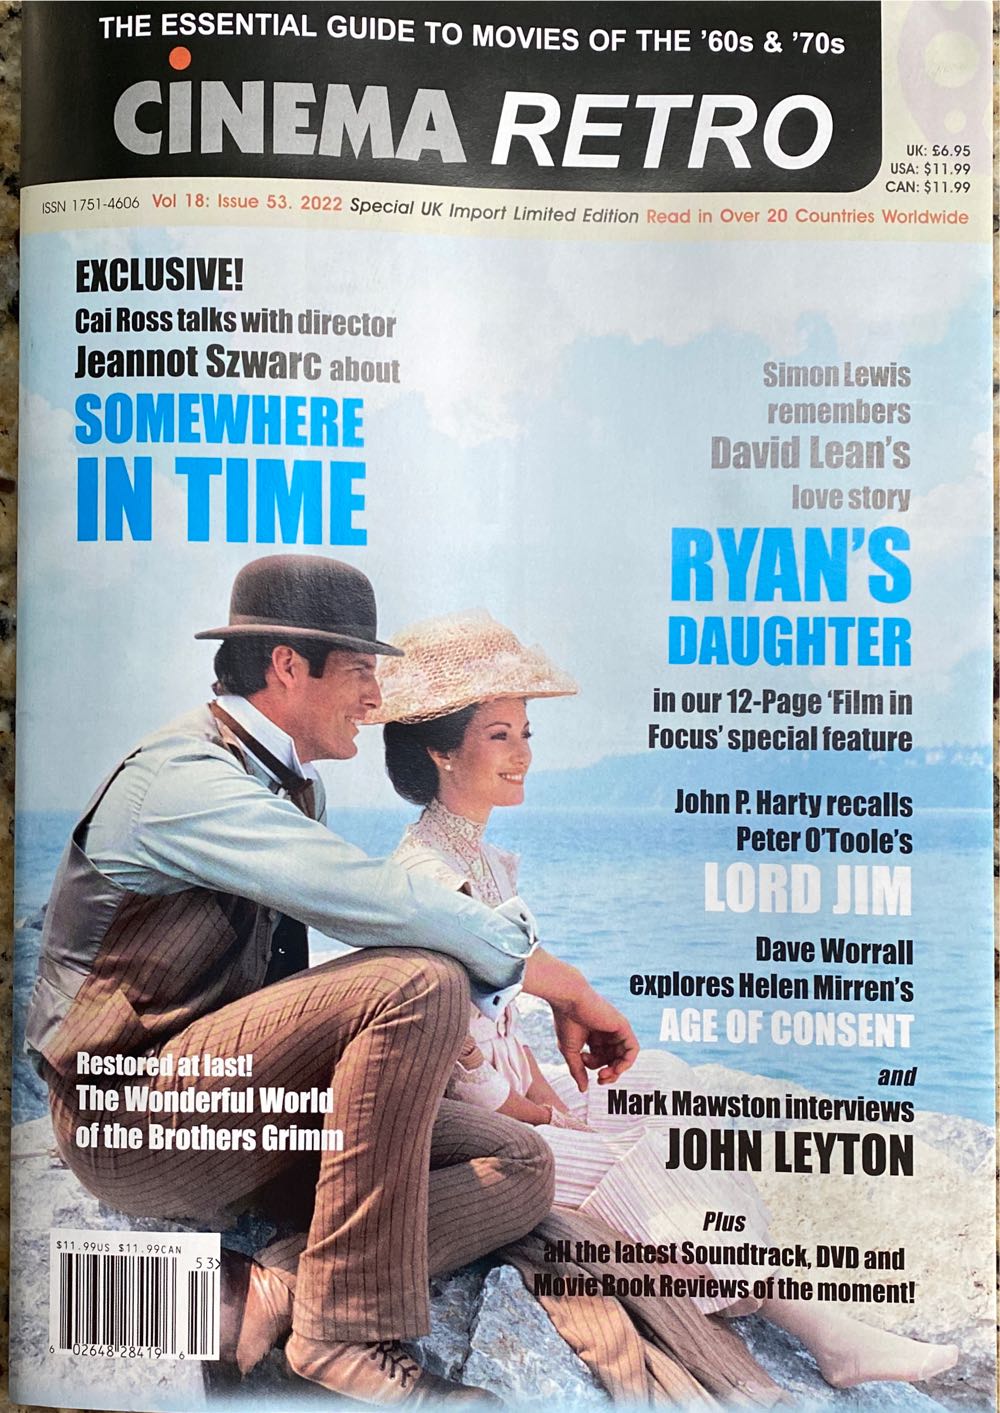 THE ESSENTIAL GUIDE TO MOVIES OF THE ’60s & ’70s
CiNEMA RETRO
UK: £6.95
USA: $11.99
CAN: $11.99
ISSN 1751-4606 Vol 18: Issue 53. 2022 Special UK Import Limited Edition Read in Over 20 Countries Worldwide
EXCLUSIVE!
Cai Ross talks with director
Jeannot Szwarc about
SOMEWHERE
IN TIME
Simon Lewis
remembers
David Lean’s
love story
RYAN’S
DAUGHTER
in our 12-Page ‘Film in
Focus’ special feature
John P. Harty recalls
Peter O’Toole’s
LORD JIM
Dave Worrall
explores Helen Mirren’s
AGE OF CONSENT
and
Mark Mawston interviews
JOHN LEYTON
Plus
all the latest Soundtrack, DVD and
Movie Book Reviews of the moment!
Restored at last!
The Wonderful World
of the Brothers Grimm
$11.99US $11.99CAN
53>
6 02648 28419 6